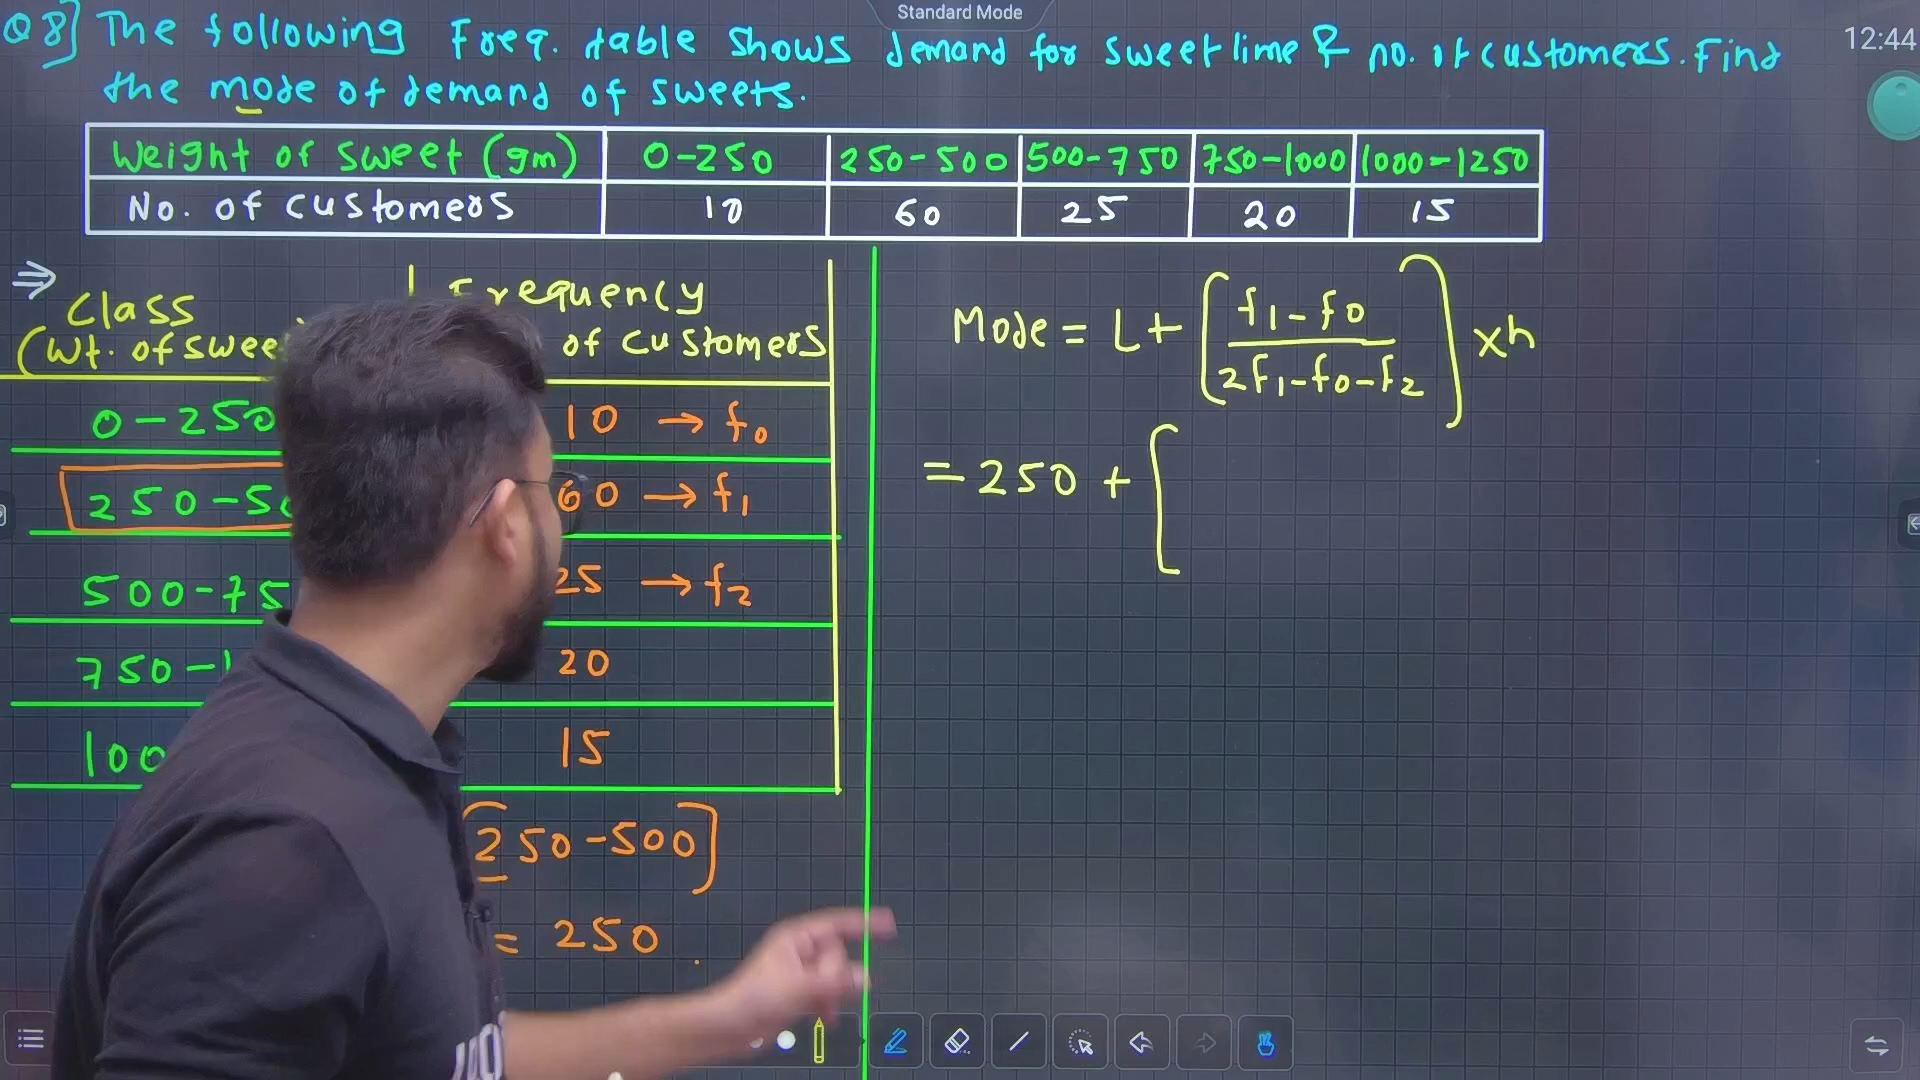 Standard Mode
12:44
Q8] The following Freq. table shows demand for sweetlime & no. of customers. Find
the mode of demand of sweets.
Weight of sweet (gm) 0-250 250-500 500-750 750-1000 1000-1250
No. of customers 10 60 25 20 15
⇒ Class Frequency
(Wt. of swee of customers
0-250 10 → f0
250-50 60 → f1
500-75 25 → f2
750-1 20
100 15
[250-500]
= 250
Mode = L + [f1-f0 / 2f1-f0-f2] xh
= 250 + [